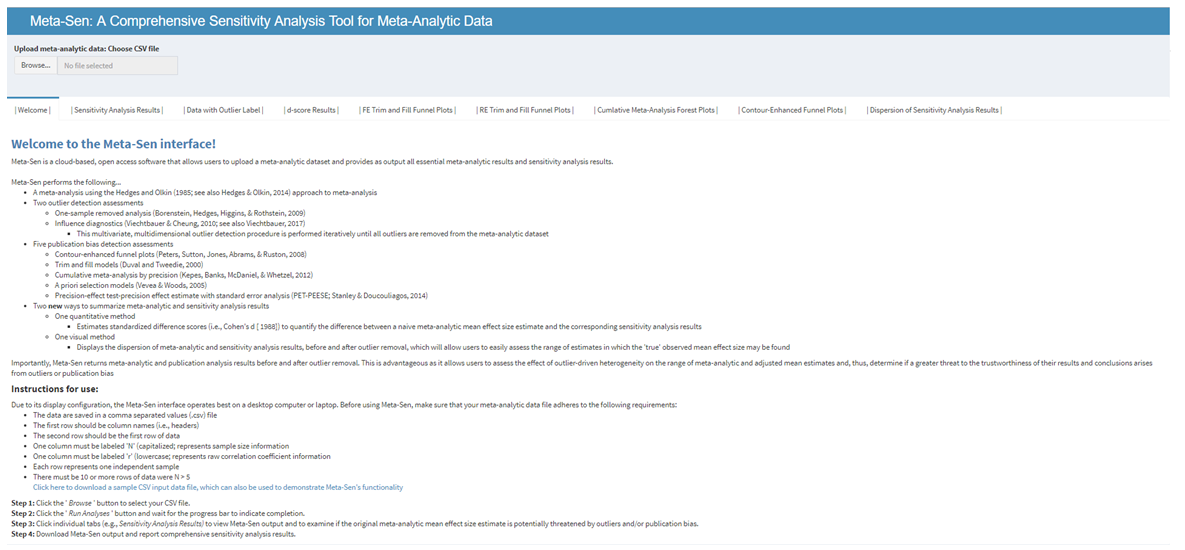 Meta-Sen: A Comprehensive Sensitivity Analysis Tool for Meta-Analytic Data
Upload meta-analytic data: Choose CSV file
Browse... No file selected
| Welcome | | Sensitivity Analysis Results | | Data with Outlier Label | | d-score Results | | FE Trim and Fill Funnel Plots | | RE Trim and Fill Funnel Plots | | Cumlative Meta-Analysis Forest Plots | | Contour-Enhanced Funnel Plots | | Dispersion of Sensitivity Analysis Results |
Welcome to the Meta-Sen interface!
Meta-Sen is a cloud-based, open access software that allows users to upload a meta-analytic dataset and provides as output all essential meta-analytic results and sensitivity analysis results.
Meta-Sen performs the following...
A meta-analysis using the Hedges and Olkin (1985; see also Hedges & Olkin, 2014) approach to meta-analysis
Two outlier detection assessments
One-sample removed analysis (Borenstein, Hedges, Higgins, & Rothstein, 2009)
Influence diagnostics (Viechtbauer & Cheung, 2010; see also Viechtbauer, 2017)
This multivariate, multidimensional outlier detection procedure is performed iteratively until all outliers are removed from the meta-analytic dataset
Five publication bias detection assessments
Contour-enhanced funnel plots (Peters, Sutton, Jones, Abrams, & Ruston, 2008)
Trim and fill models (Duval and Tweedie, 2000)
Cumulative meta-analysis by precision (Kepes, Banks, McDaniel, & Whetzel, 2012)
A priori selection models (Vevea & Woods, 2005)
Precision-effect test-precision effect estimate with standard error analysis (PET-PEESE; Stanley & Doucouliagos, 2014)
Two new ways to summarize meta-analytic and sensitivity analysis results
One quantitative method
Estimates standardized difference scores (i.e., Cohen's d [ 1988]) to quantify the difference between a naive meta-analytic mean effect size estimate and the corresponding sensitivity analysis results
One visual method
Displays the dispersion of meta-analytic and sensitivity analysis results, before and after outlier removal, which will allow users to easily assess the range of estimates in which the 'true' observed mean effect size may be found
Importantly, Meta-Sen returns meta-analytic and publication analysis results before and after outlier removal. This is advantageous as it allows users to assess the effect of outlier-driven heterogeneity on the range of meta-analytic and adjusted mean estimates and, thus, determine if a greater threat to the trustworthiness of their results and conclusions arises
from outliers or publication bias
Instructions for use:
Due to its display configuration, the Meta-Sen interface operates best on a desktop computer or laptop. Before using Meta-Sen, make sure that your meta-analytic data file adheres to the following requirements:
The data are saved in a comma separated values (.csv) file
The first row should be column names (i.e., headers)
The second row should be the first row of data
One column must be labeled 'N' (capitalized; represents sample size information
One column must be labeled 'r' (lowercase; represents raw correlation coefficient information
Each row represents one independent sample
There must be 10 or more rows of data were N > 5
Click here to download a sample CSV input data file, which can also be used to demonstrate Meta-Sen's functionality
Step 1: Click the ' Browse ' button to select your CSV file.
Step 2: Click the ' Run Analyses ' button and wait for the progress bar to indicate completion.
Step 3: Click individual tabs (e.g., Sensitivity Analysis Results) to view Meta-Sen output and to examine if the original meta-analytic mean effect size estimate is potentially threatened by outliers and/or publication bias.
Step 4: Download Meta-Sen output and report comprehensive sensitivity analysis results.